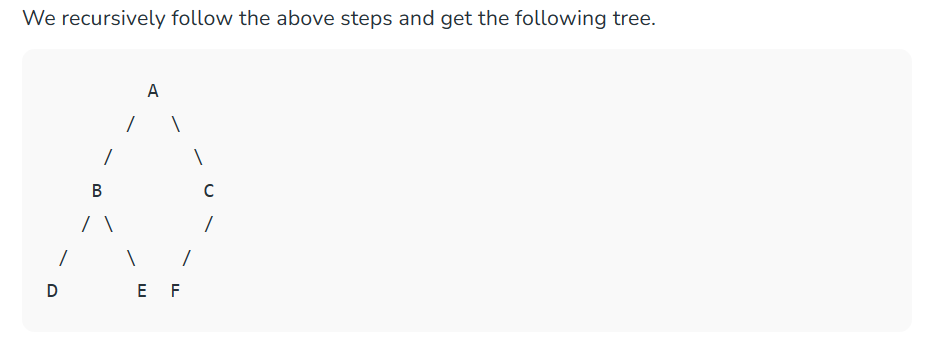 We recursively follow the above steps and get the following tree.
A
/ \
/ \
B C
/ \ /
/ \ /
D E F